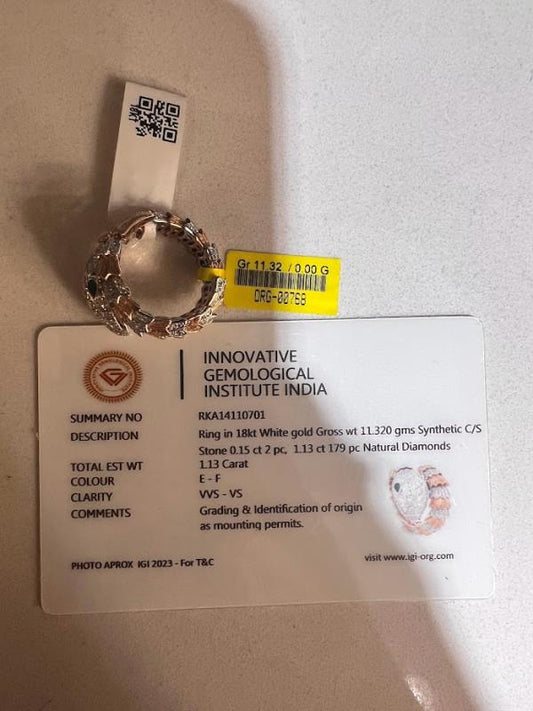 18KT
Gr 11.32 / 0.00 G
DRG-00768
INNOVATIVE
GEMOLOGICAL
INSTITUTE INDIA
SUMMARY NO RKA14110701
DESCRIPTION Ring in 18kt White gold Gross wt 11.320 gms Synthetic C/S
Stone 0.15 ct 2 pc, 1.13 ct 179 pc Natural Diamonds
TOTAL EST WT 1.13 Carat
COLOUR E - F
CLARITY VVS - VS
COMMENTS Grading & Identification of origin
as mounting permits.
PHOTO APROX IGI 2023 - For T&C visit www.igi-org.com